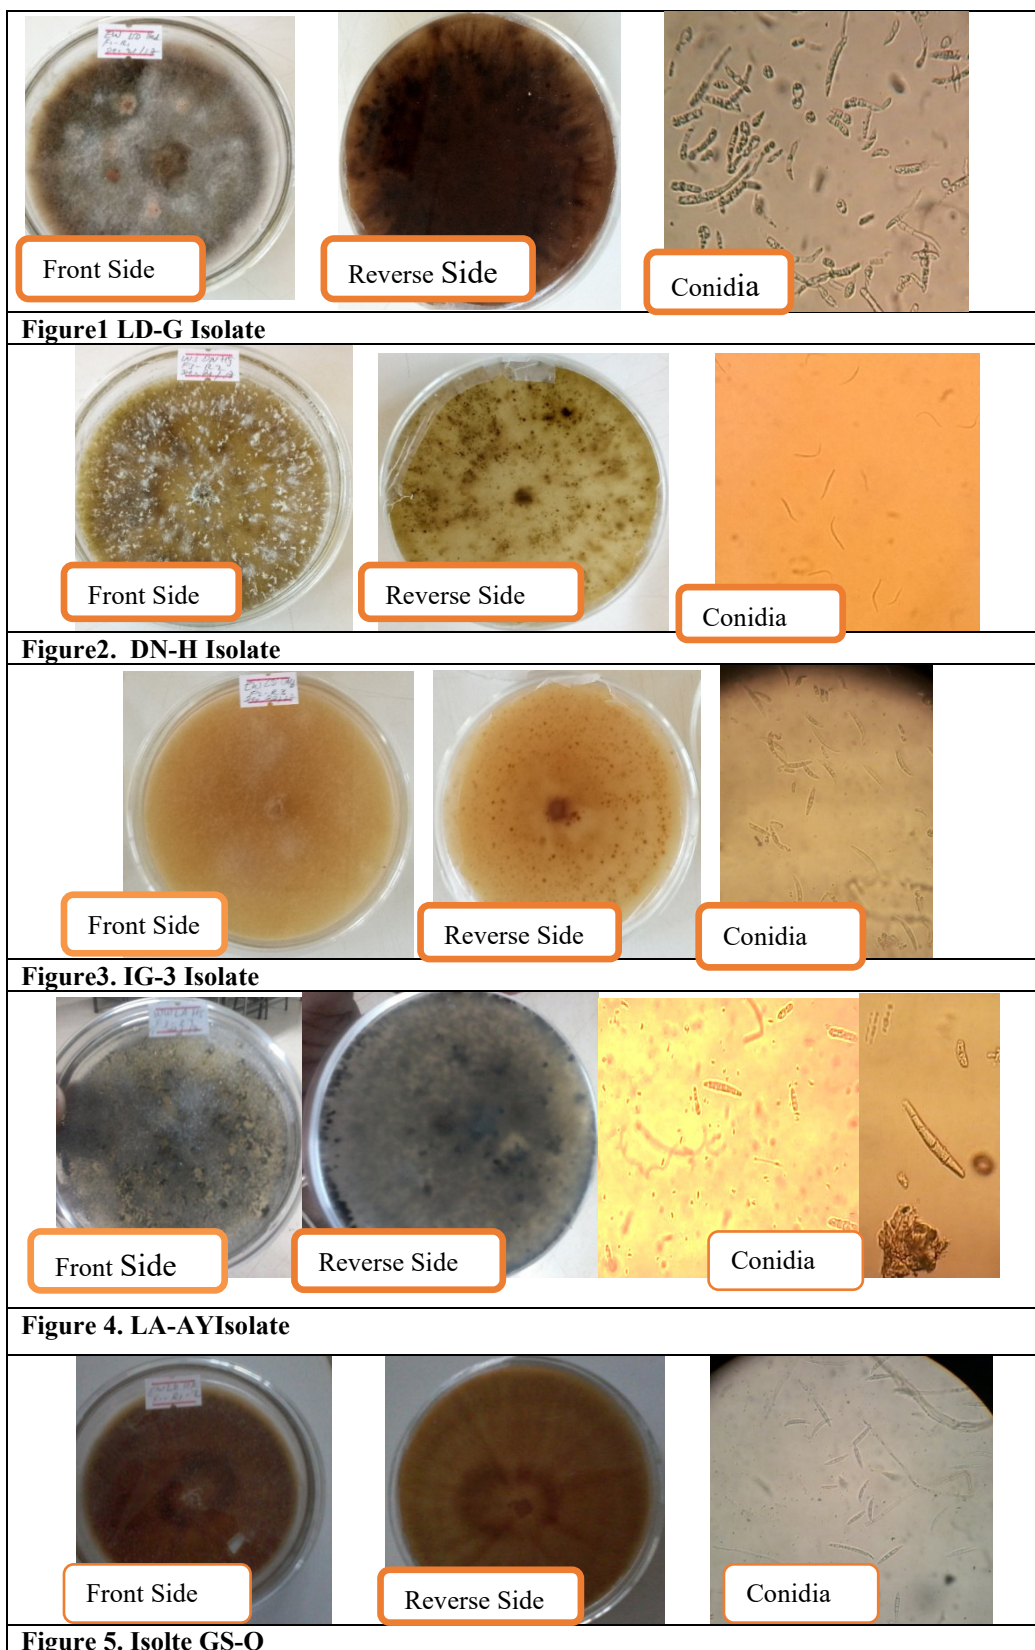 Front Side
Reverse Side
Conidia
Figure1 LD-G Isolate
Front Side
Reverse Side
Conidia
Figure2.  DN-H Isolate
Front Side
Reverse Side
Conidia
Figure3. IG-3 Isolate
Front Side
Reverse Side
Conidia
Figure 4. LA-AYIsolate
Front Side
Reverse Side
Conidia
Figure 5. Isolte GS-O